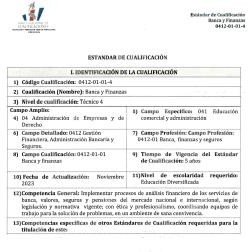 CUALIFICACIONES
Estándar de Cualificación
Banca y Finanzas
0412-01-01-4
ESTANDAR DE CUALIFICACIÓN
I. IDENTIFICACIÓN DE LA CUALIFICACIÓN
1) Código Cualificación: 0412-01-01-4
2) Cualificación (Nombre): Banca y Finanzas
3) Nivel de cualificación: Técnico 4
Campo Amplio:
4) 04 Administración de Empresas y de Derecho
5) Campo Específico: 041 Educación comercial y administración
6) Campo Detallado: 0412 Gestión Financiera, Administración Bancaria y Seguros.
7) Campo Profesión: Campo Profesión: 0412-01 Banca, finanzas y seguros
8) Campo Cualificación: 0412-01-01 Banca y Finanzas
9) Tiempo de Vigencia del Estándar de Cualificación: 5 años
10) Fecha de Actualización: Noviembre 2023
11) Nivel de escolaridad requerido: Educación Diversificada
12) Competencia General: Implementar procesos de análisis financiero de los servicios de banca, valores, seguros y pensiones del mercado nacional e internacional, según legislación y normativa vigente; con ética y profesionalismo, coordinando equipos de trabajo para la solución de problemas, en un ambiente de sana convivencia.
13) Competencias específicas de otros Estándares de Cualificación requeridas para la titulación de este: